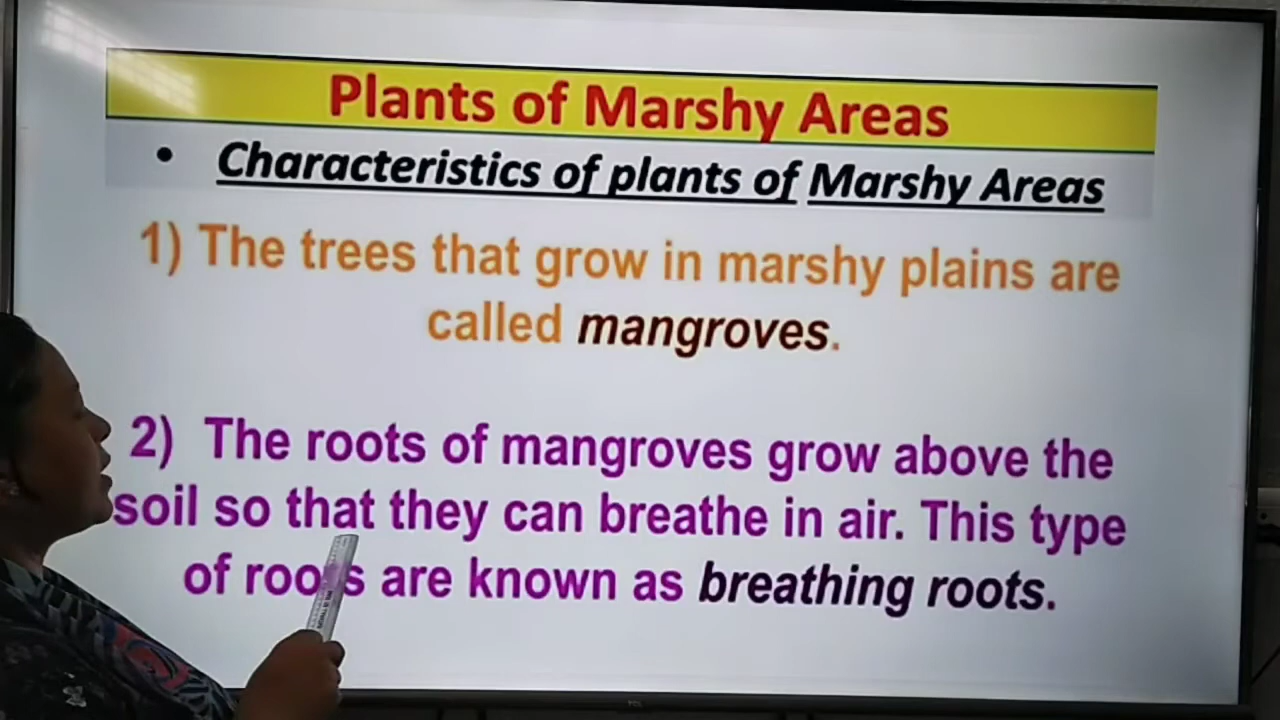 Plants of Marshy Areas
• Characteristics of plants of Marshy Areas
1) The trees that grow in marshy plains are
called mangroves.
2) The roots of mangroves grow above the
soil so that they can breathe in air. This type
of roots are known as breathing roots.
TCL